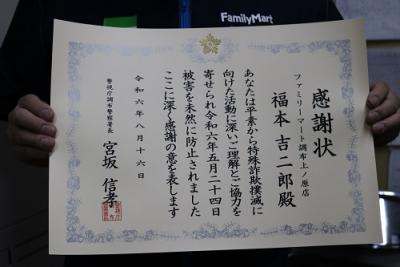 FamilyMart
感謝状
ファミリーマート調布上ノ原店
福本吉二郎殿
あなたは平素から特殊詐欺撲滅に
向けた活動に深いご理解とご協力を
寄せられ令和六年五月二十四日
被害を未然に防止されました
ここに深く感謝の意を表します
令和六年八月十六日
警視庁調布警察署長
宮坂信孝